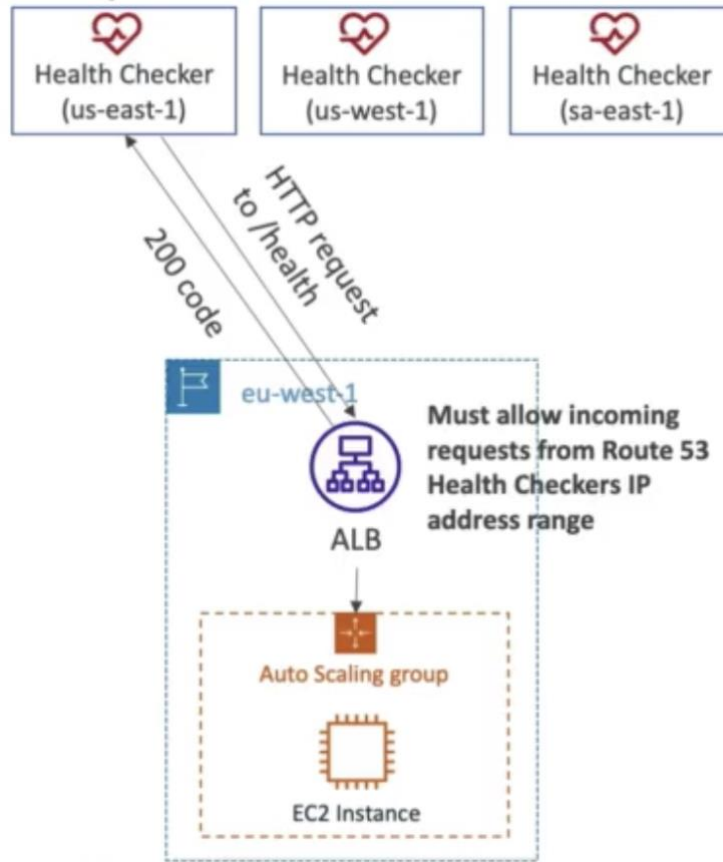 Health Checker
(us-east-1)
Health Checker
(us-west-1)
Health Checker
(sa-east-1)
HTTP request
to /health
200 code
eu-west-1
Must allow incoming
requests from Route 53
Health Checkers IP
address range
ALB
Auto Scaling group
EC2 Instance